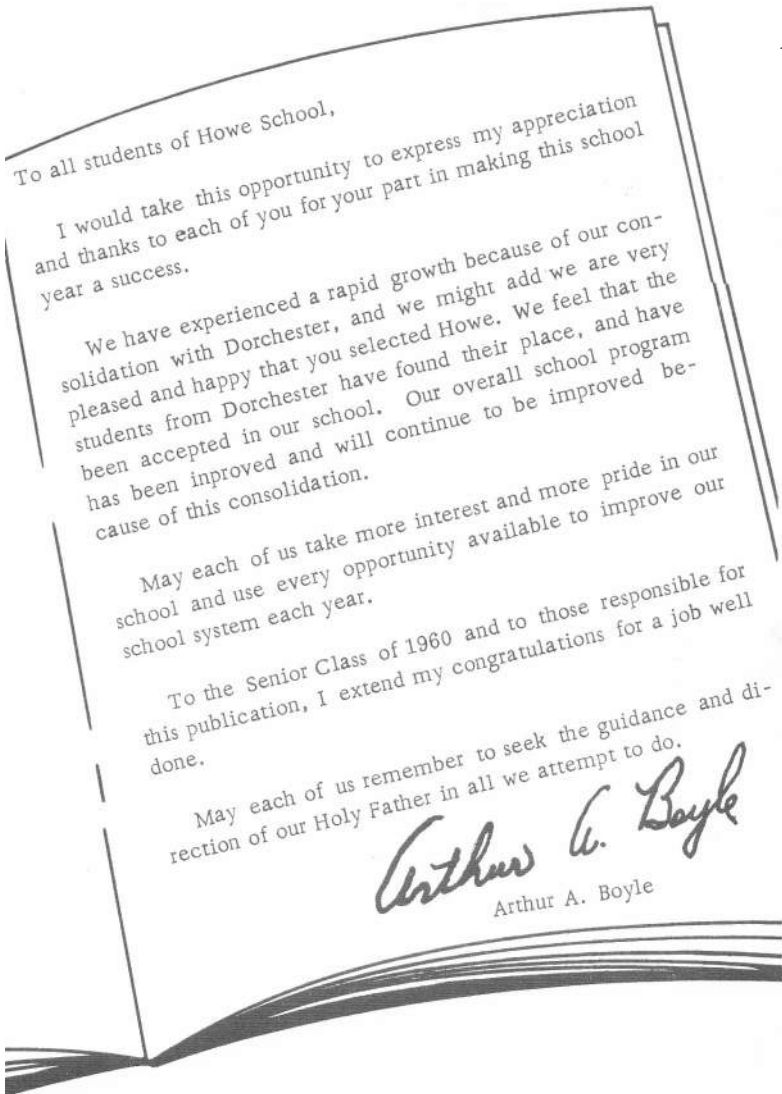 To all students of Howe School,
I would take this opportunity to express my appreciation
and thanks to each of you for your part in making this school
year a success.
We have experienced a rapid growth because of our con-
solidation with Dorchester, and we might add we are very
pleased and happy that you selected Howe. We feel that the
students from Dorchester have found their place, and have
been accepted in our school. Our overall school program
has been inproved and will continue to be improved be-
cause of this consolidation.
May each of us take more interest and more pride in our
school and use every opportunity available to improve our
school system each year.
To the Senior Class of 1960 and to those responsible for
this publication, I extend my congratulations for a job well
done.
May each of us remember to seek the guidance and di-
rection of our Holy Father in all we attempt to do.
Arthur A. Boyle
Arthur A. Boyle